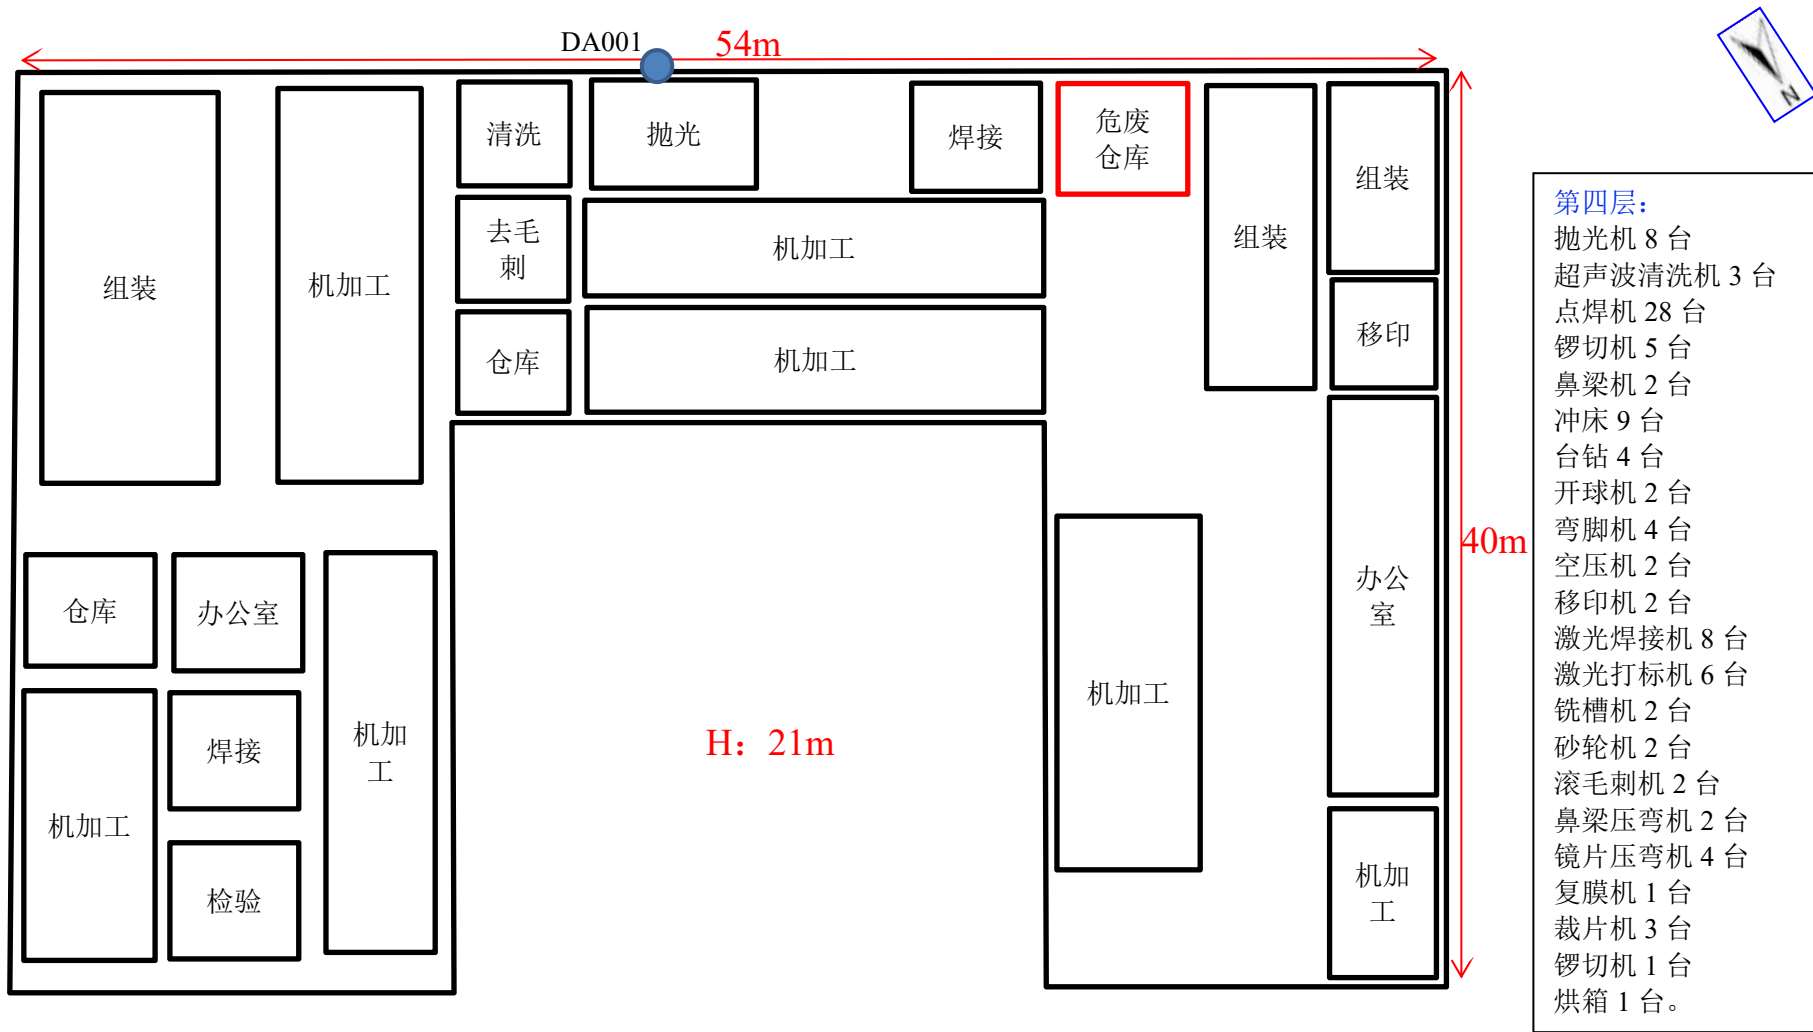 DA001
54m
N
清洗
抛光
焊接
危废
仓库
组装
组装
去毛
刺
机加工
组装
机加工
移印
仓库
机加工
40m
仓库
办公室
机加
工
办公
室
机加工
焊接
H：21m
机加工
检验
机加
工
第四层：
抛光机 8 台
超声波清洗机 3 台
点焊机 28 台
锣切机 5 台
鼻梁机 2 台
冲床 9 台
台钻 4 台
开球机 2 台
弯脚机 4 台
空压机 2 台
移印机 2 台
激光焊接机 8 台
激光打标机 6 台
铣槽机 2 台
砂轮机 2 台
滚毛刺机 2 台
鼻梁压弯机 2 台
镜片压弯机 4 台
复膜机 1 台
裁片机 3 台
锣切机 1 台
烘箱 1 台。